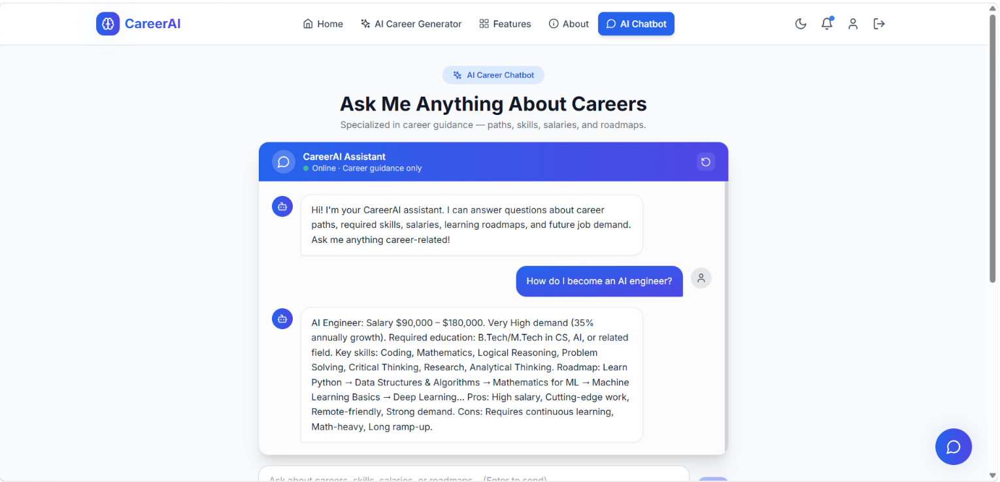 CareerAI
Home
AI Career Generator
Features
About
AI Chatbot
AI Career Chatbot
Ask Me Anything About Careers
Specialized in career guidance — paths, skills, salaries, and roadmaps.
CareerAI Assistant
Online · Career guidance only
Hi! I'm your CareerAI assistant. I can answer questions about career
paths, required skills, salaries, learning roadmaps, and future job demand.
Ask me anything career-related!
How do I become an AI engineer?
AI Engineer: Salary $90,000 – $180,000. Very High demand (35%
annually growth). Required education: B.Tech/M.Tech in CS, AI, or related
field. Key skills: Coding, Mathematics, Logical Reasoning, Problem
Solving, Critical Thinking, Research, Analytical Thinking. Roadmap: Learn
Python → Data Structures & Algorithms → Mathematics for ML → Machine
Learning Basics → Deep Learning... Pros: High salary, Cutting-edge work,
Remote-friendly, Strong demand. Cons: Requires continuous learning,
Math-heavy, Long ramp-up.
Ask about careers, skills, salaries, or roadmaps... (Enter to send)